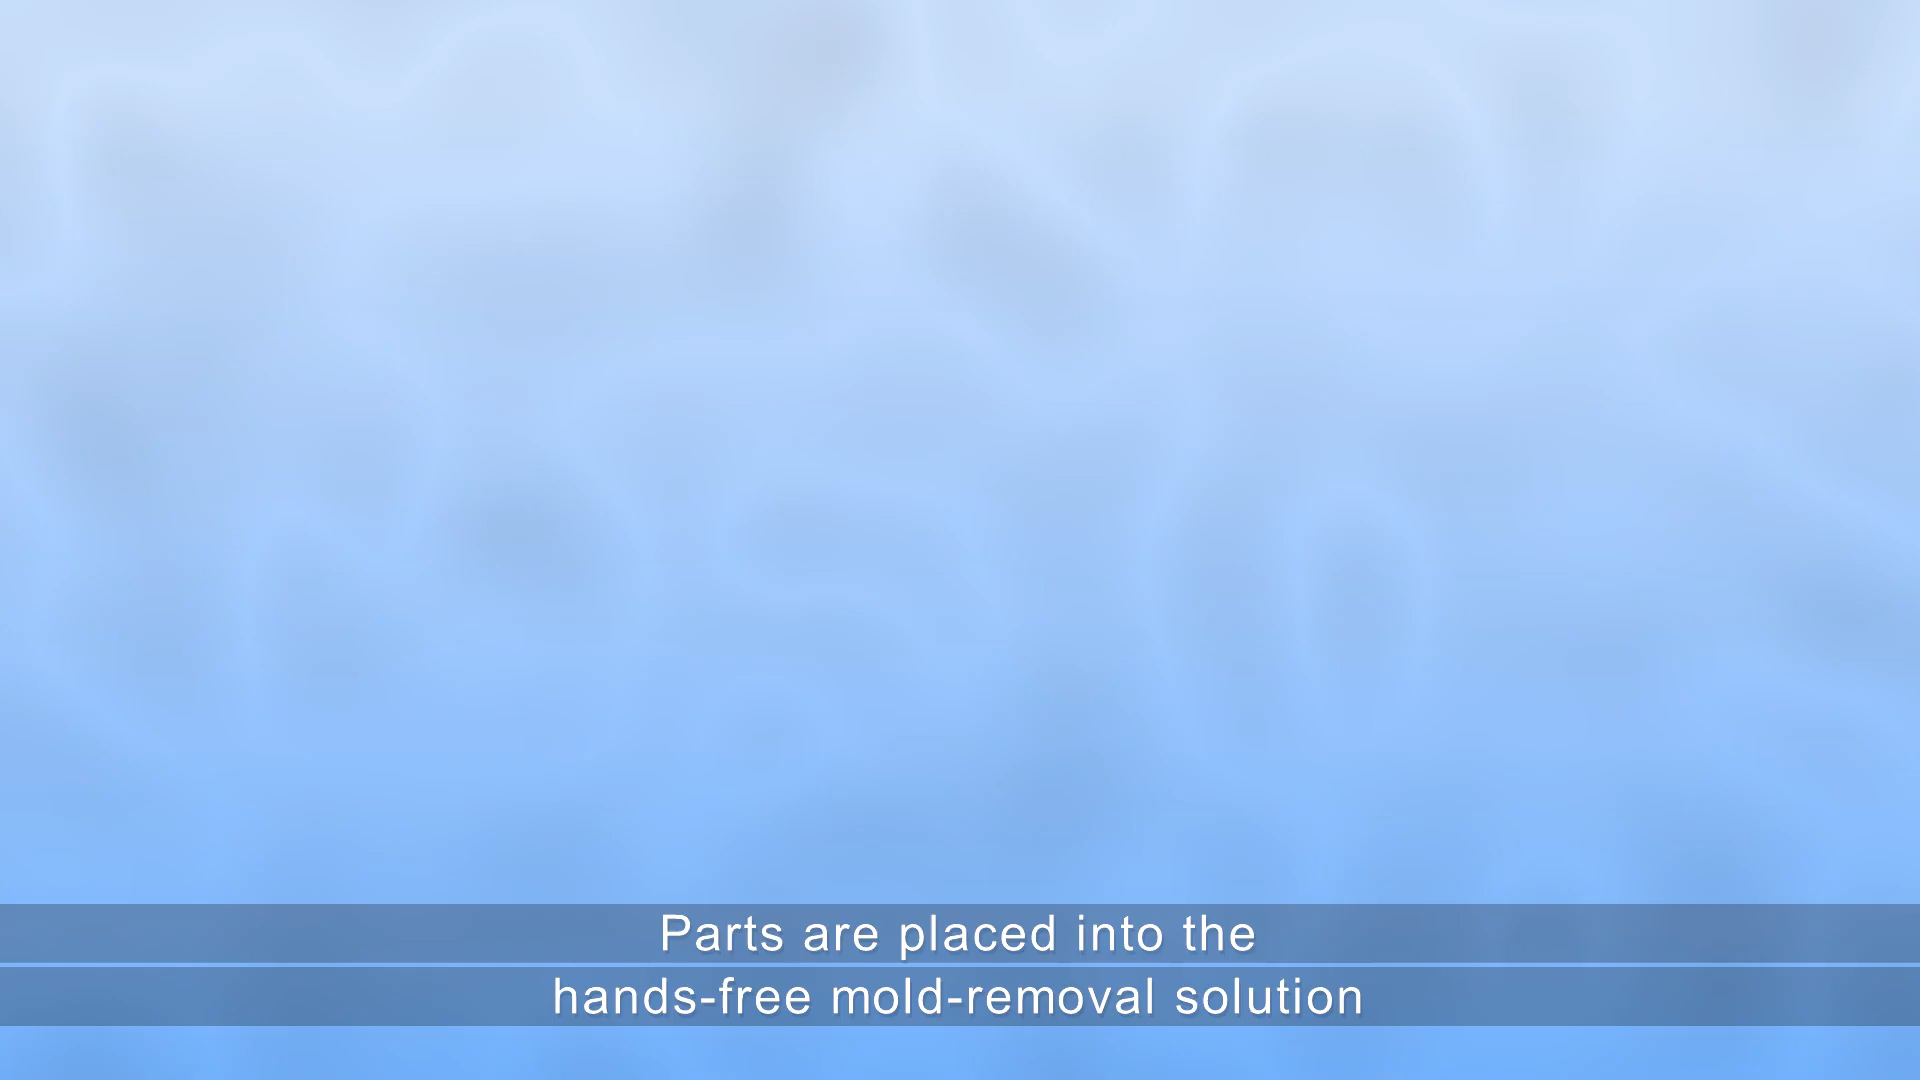 Parts are placed into the
hands-free mold-removal solution